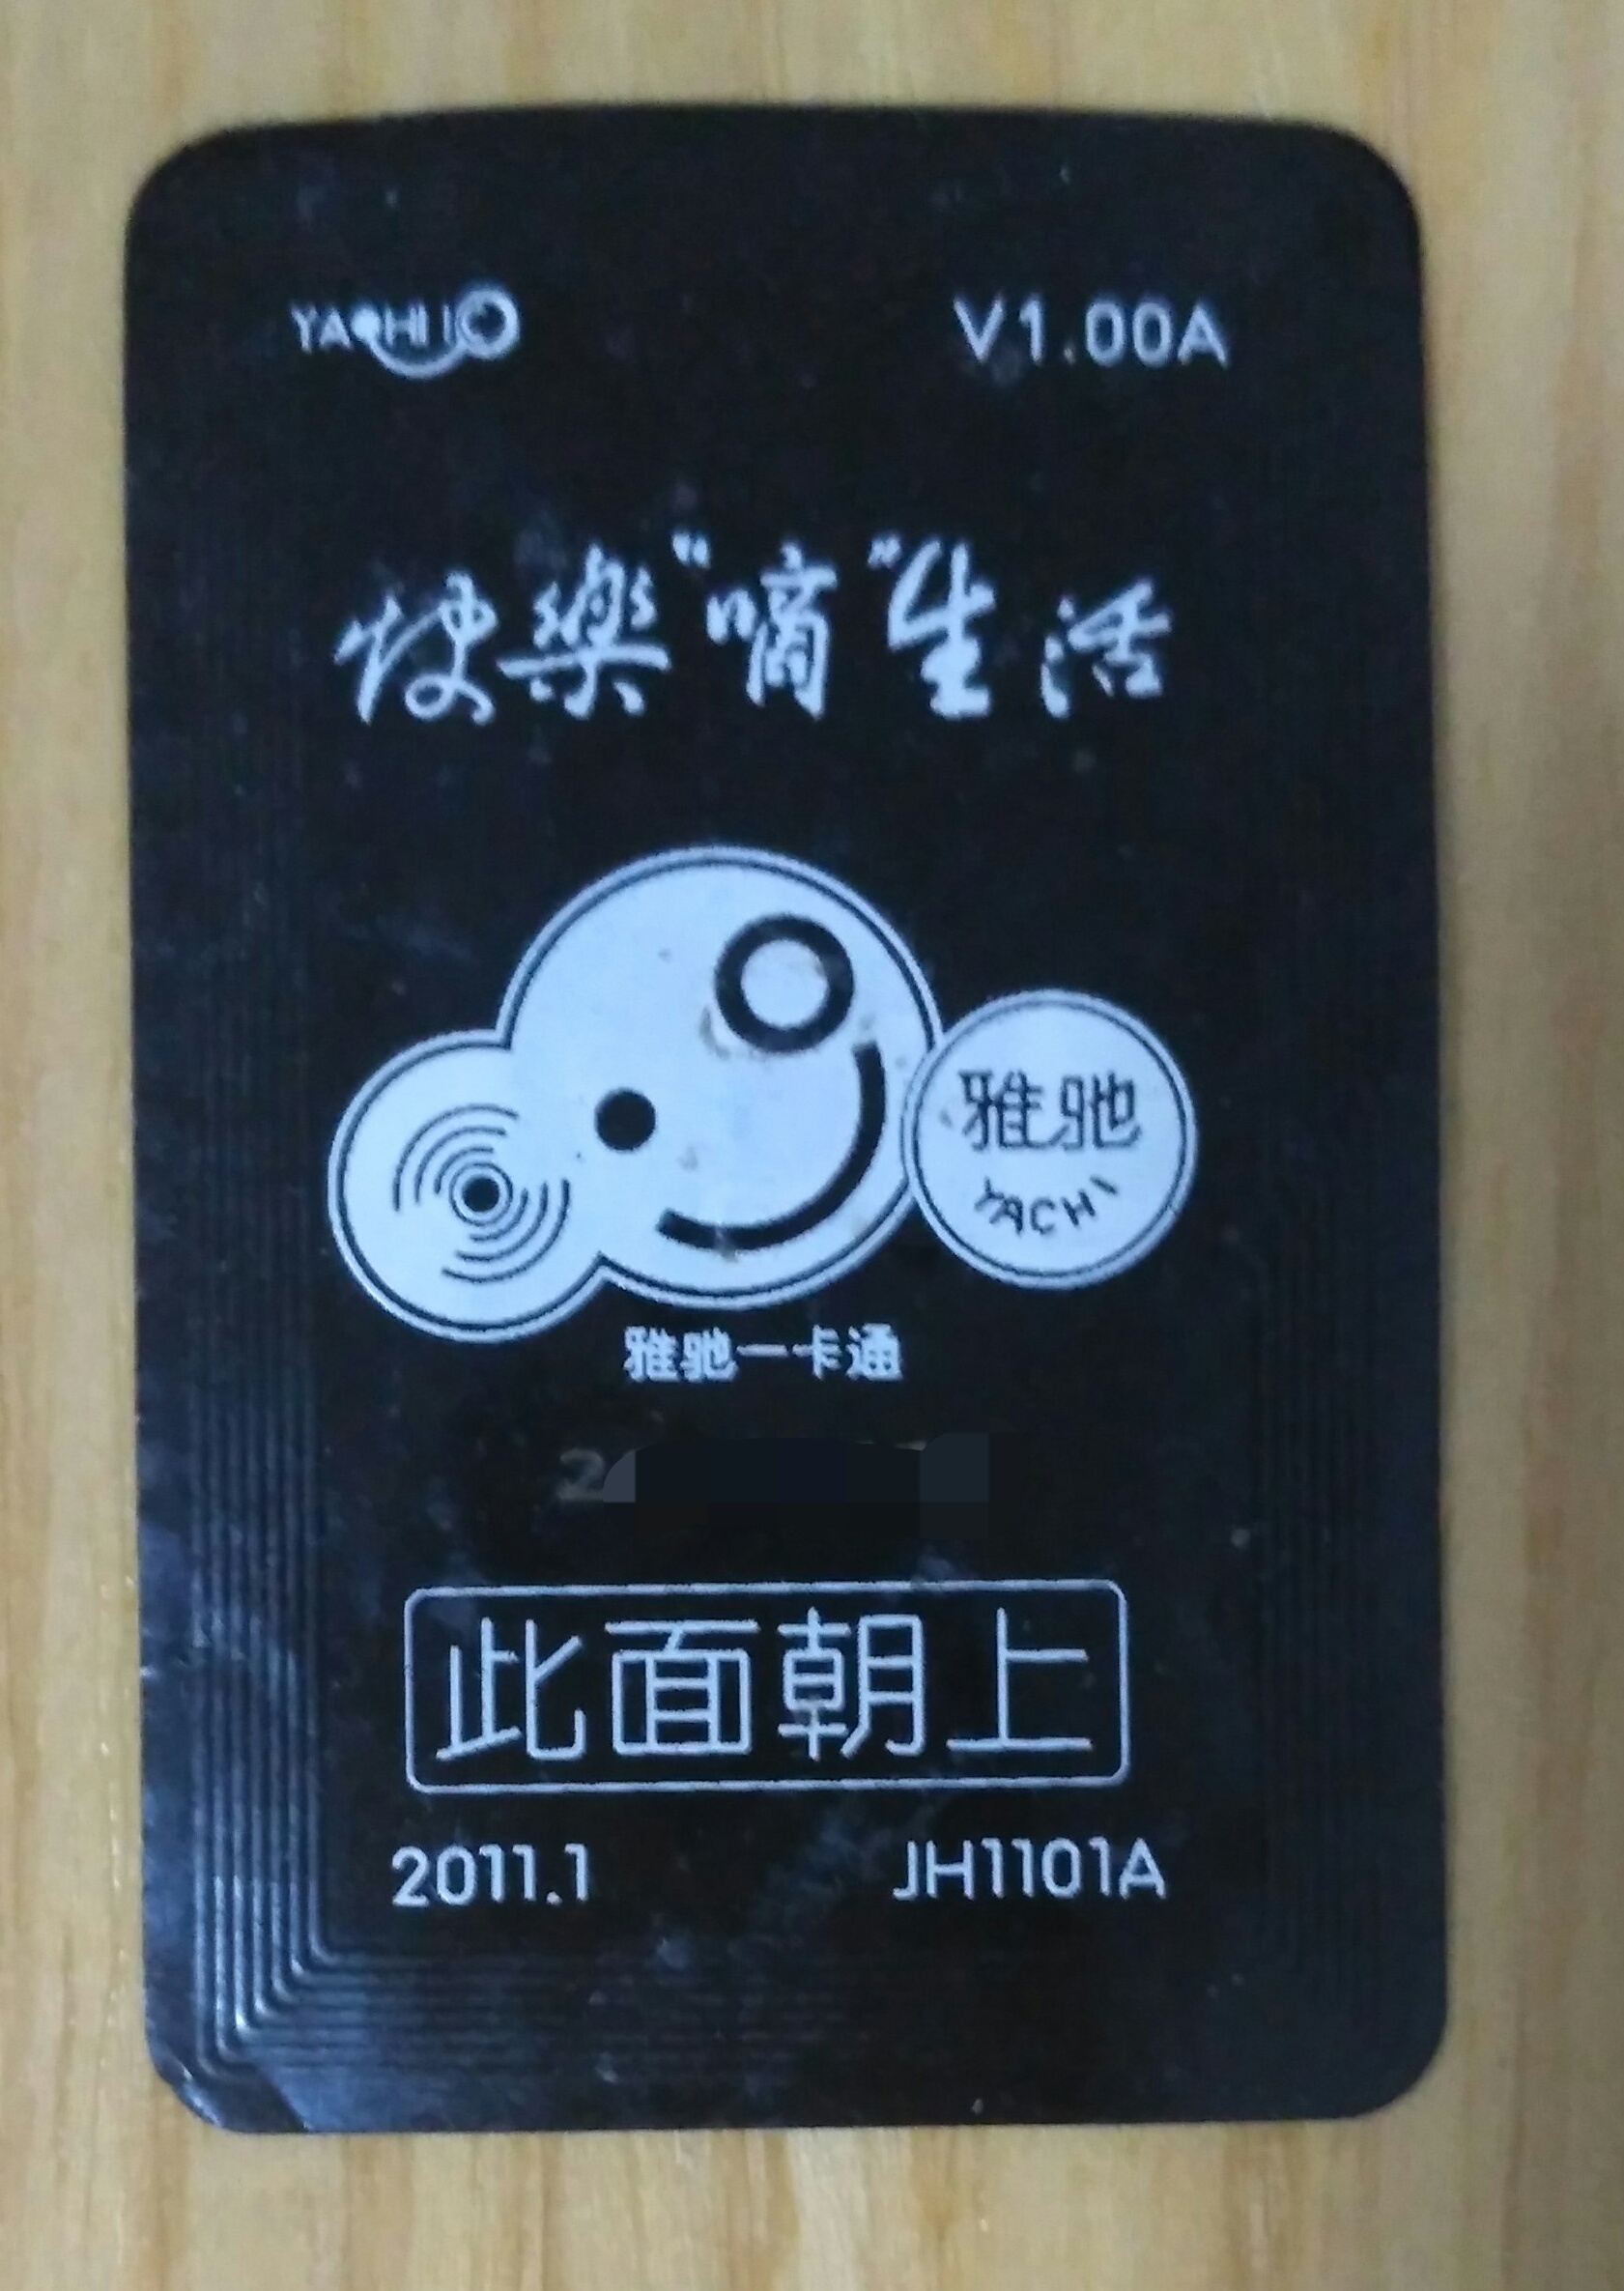 YACHI IC
V1.00A
快樂“嘀”生活
雅驰
YACHI
雅驰一卡通
此面朝上
2011.1
JH1101A